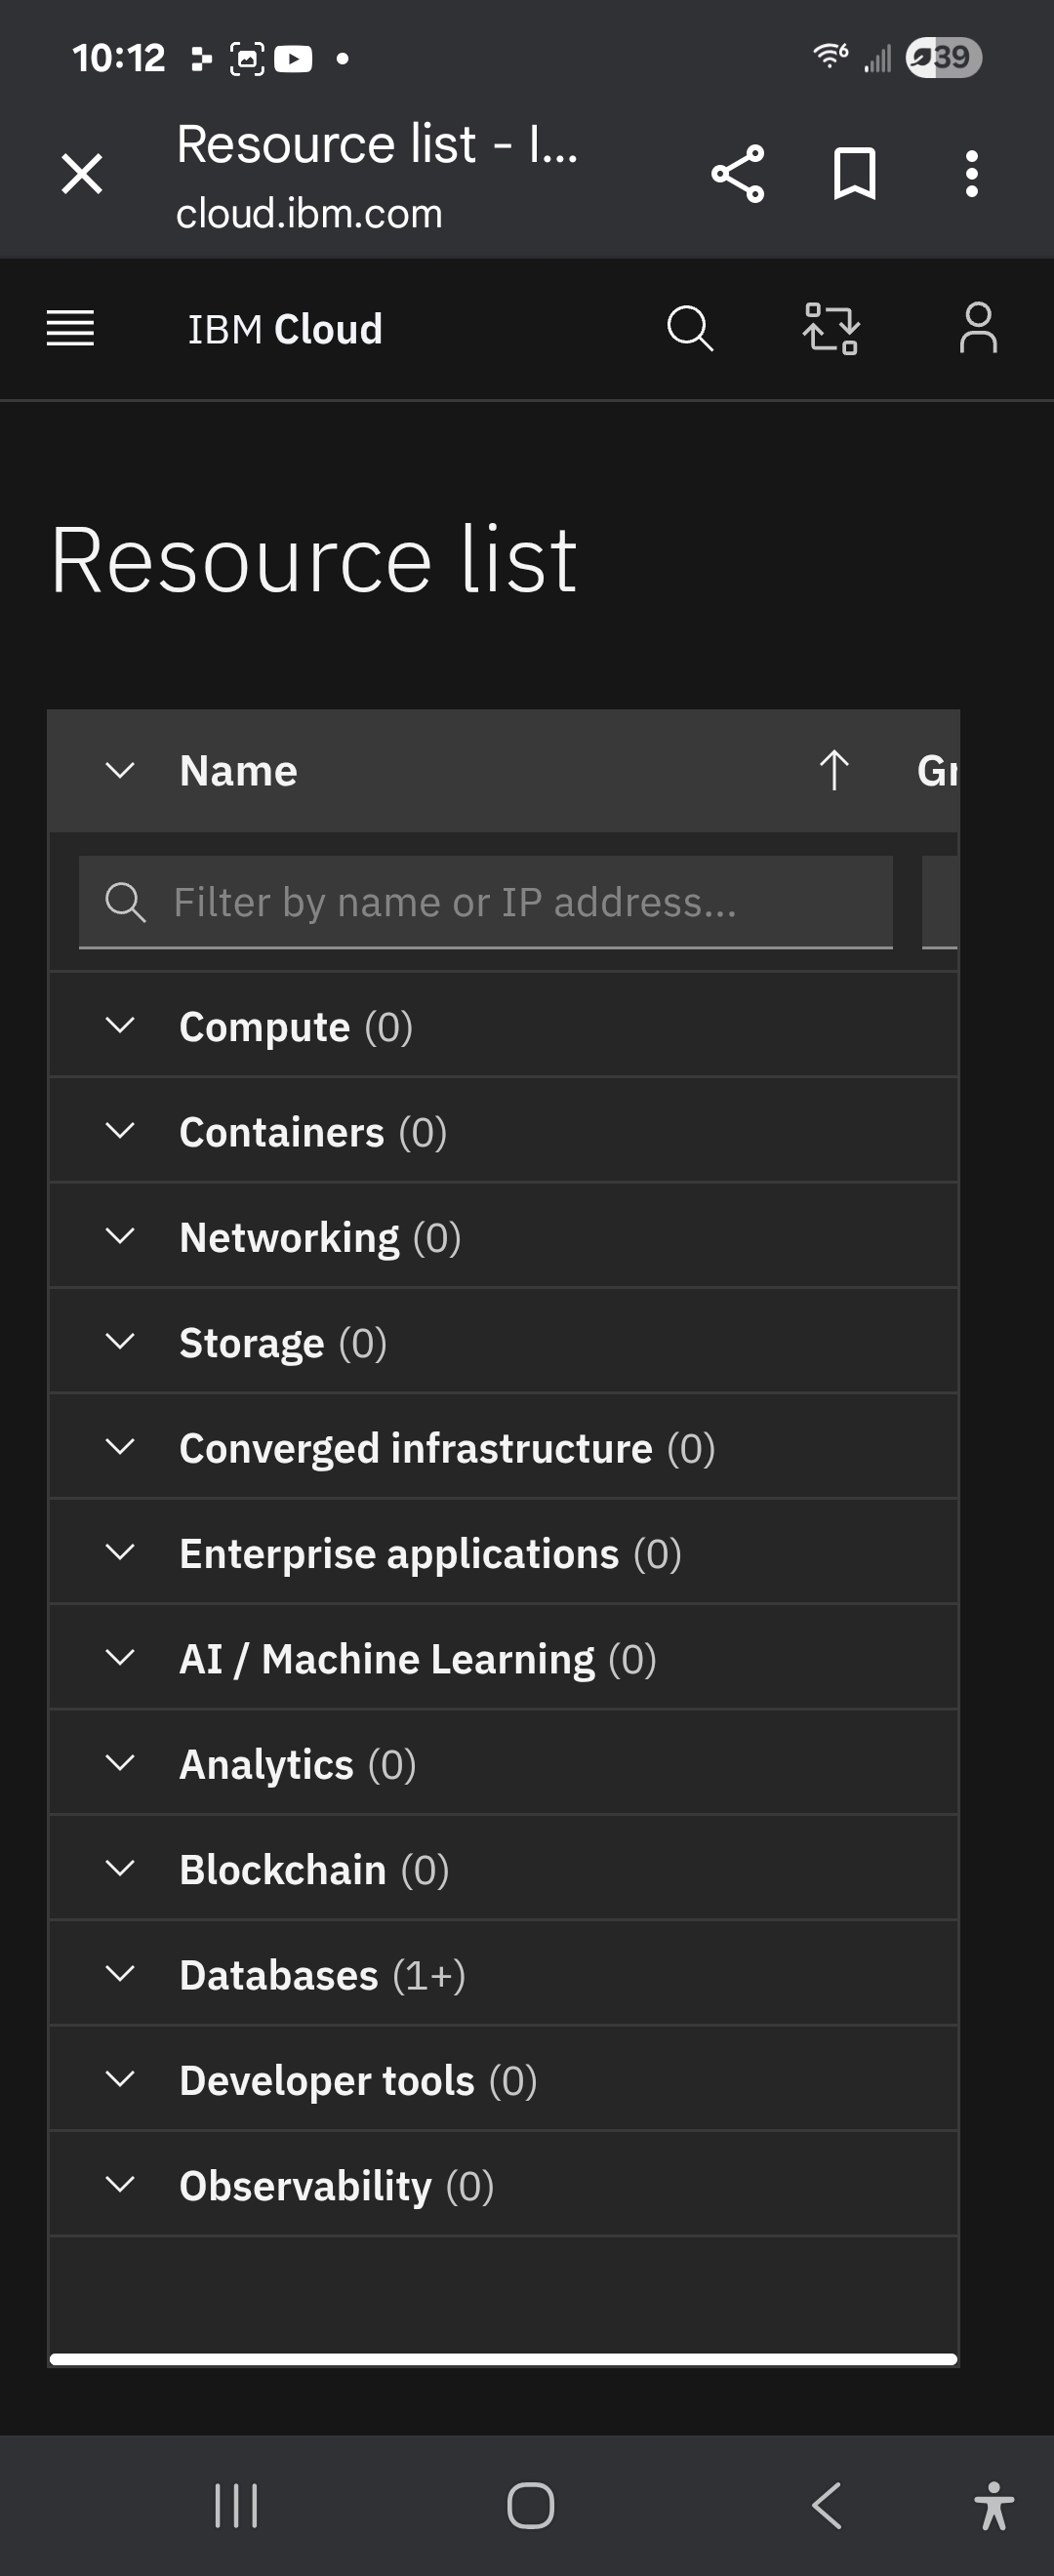 10:12
6
39
Resource list - I...
cloud.ibm.com
IBM Cloud
Resource list
Name
Gr
Filter by name or IP address...
Compute (0)
Containers (0)
Networking (0)
Storage (0)
Converged infrastructure (0)
Enterprise applications (0)
AI / Machine Learning (0)
Analytics (0)
Blockchain (0)
Databases (1+)
Developer tools (0)
Observability (0)